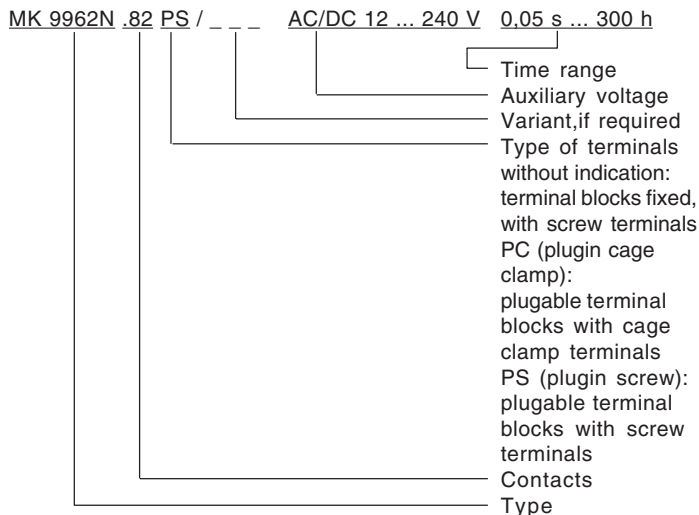 MK 9962N .82 PS / _ _ _ AC/DC 12 ... 240 V 0,05 s ... 300 h
Time range
Auxiliary voltage
Variant,if required
Type of terminals
without indication:
terminal blocks fixed,
with screw terminals
PC (plugin cage
clamp):
plugable terminal
blocks with cage
clamp terminals
PS (plugin screw):
plugable terminal
blocks with screw
terminals
Contacts
Type